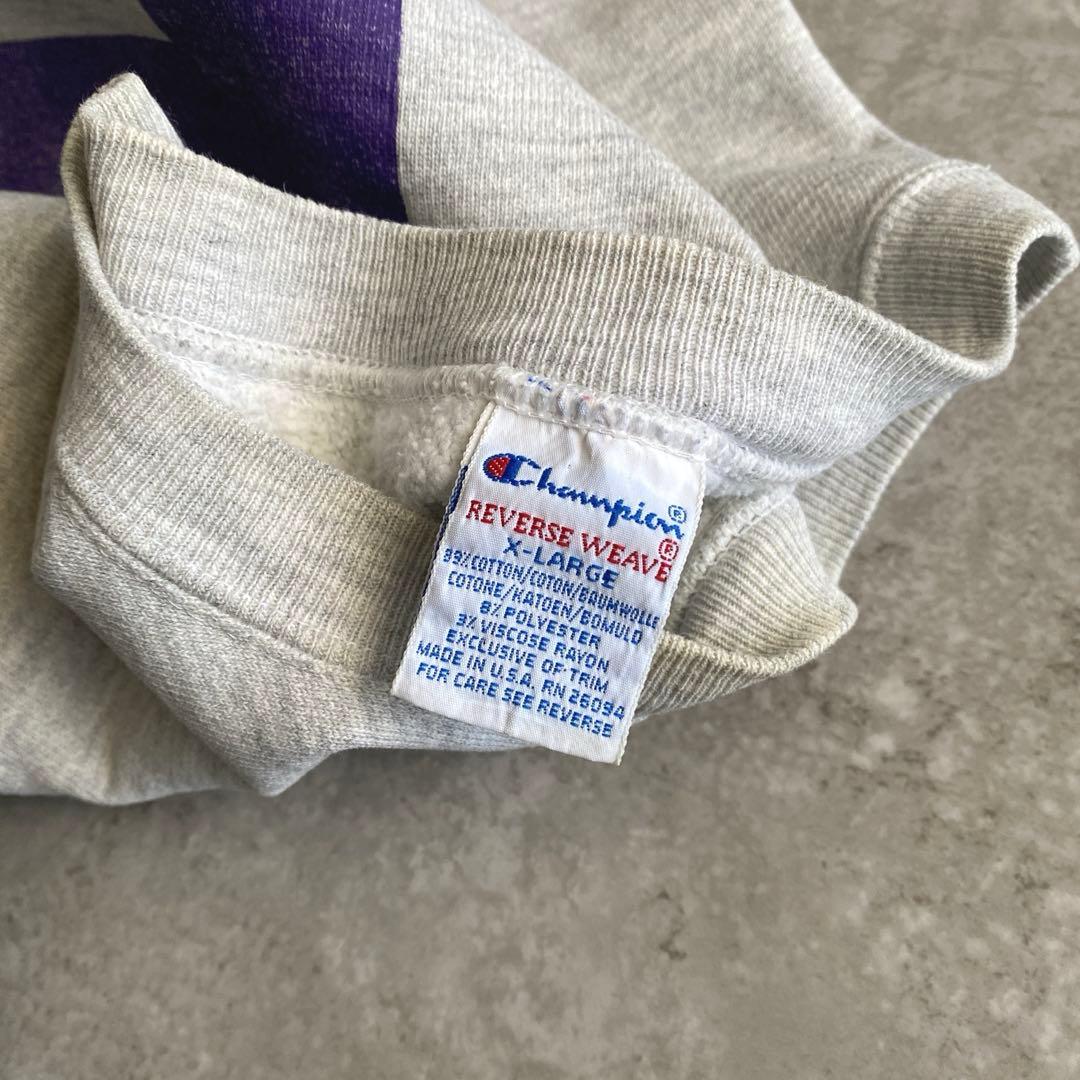 Champion®
REVERSE WEAVE®
X-LARGE
89% COTTON/COTON/BAUMWOLLE
COTONE/KATOEN/BOMULD
8% POLYESTER
3% VISCOSE RAYON
EXCLUSIVE OF TRIM
MADE IN U.S.A. RN 26094
FOR CARE SEE REVERSE